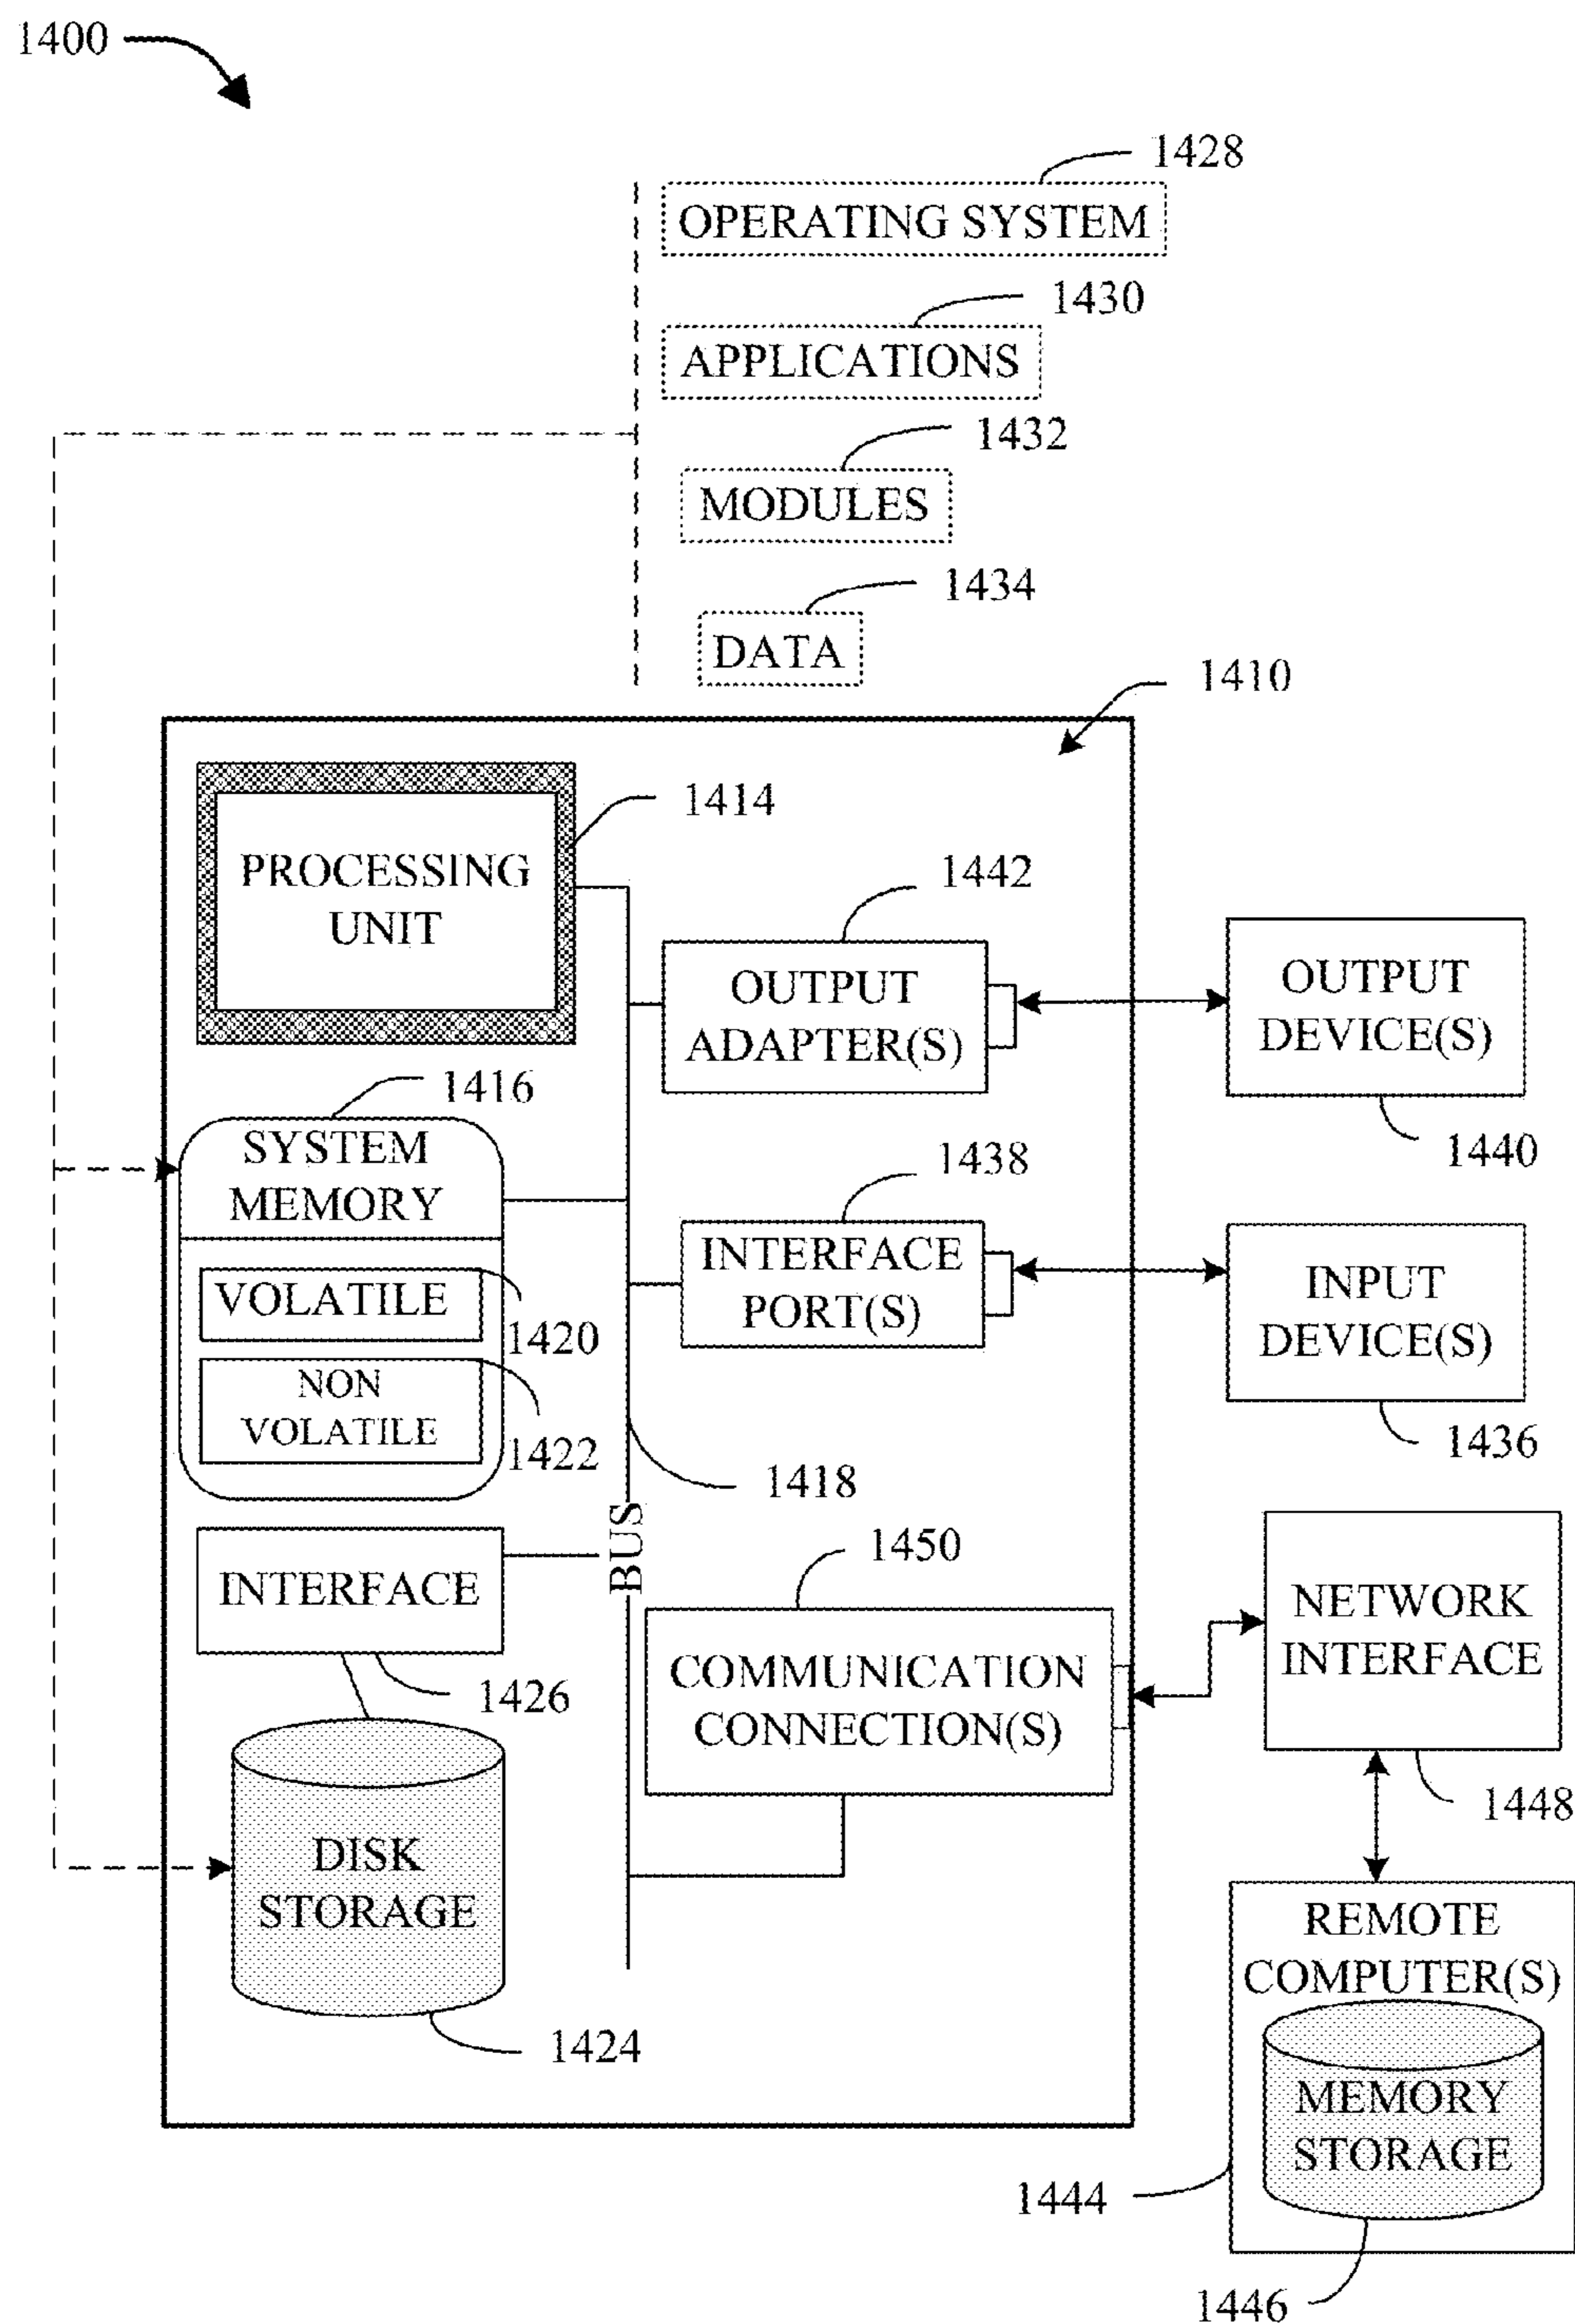 1400
1428
OPERATING SYSTEM
1430
APPLICATIONS
1432
MODULES
1434
DATA
1410
1414
PROCESSING
UNIT
1442
OUTPUT
ADAPTER(S)
OUTPUT
DEVICE(S)
1440
1416
SYSTEM
MEMORY
VOLATILE
1420
NON
VOLATILE
1422
1438
INTERFACE
PORT(S)
INPUT
DEVICE(S)
1436
1418
BUS
INTERFACE
1426
1450
COMMUNICATION
CONNECTION(S)
NETWORK
INTERFACE
1448
DISK
STORAGE
1424
REMOTE
COMPUTER(S)
MEMORY
STORAGE
1444
1446